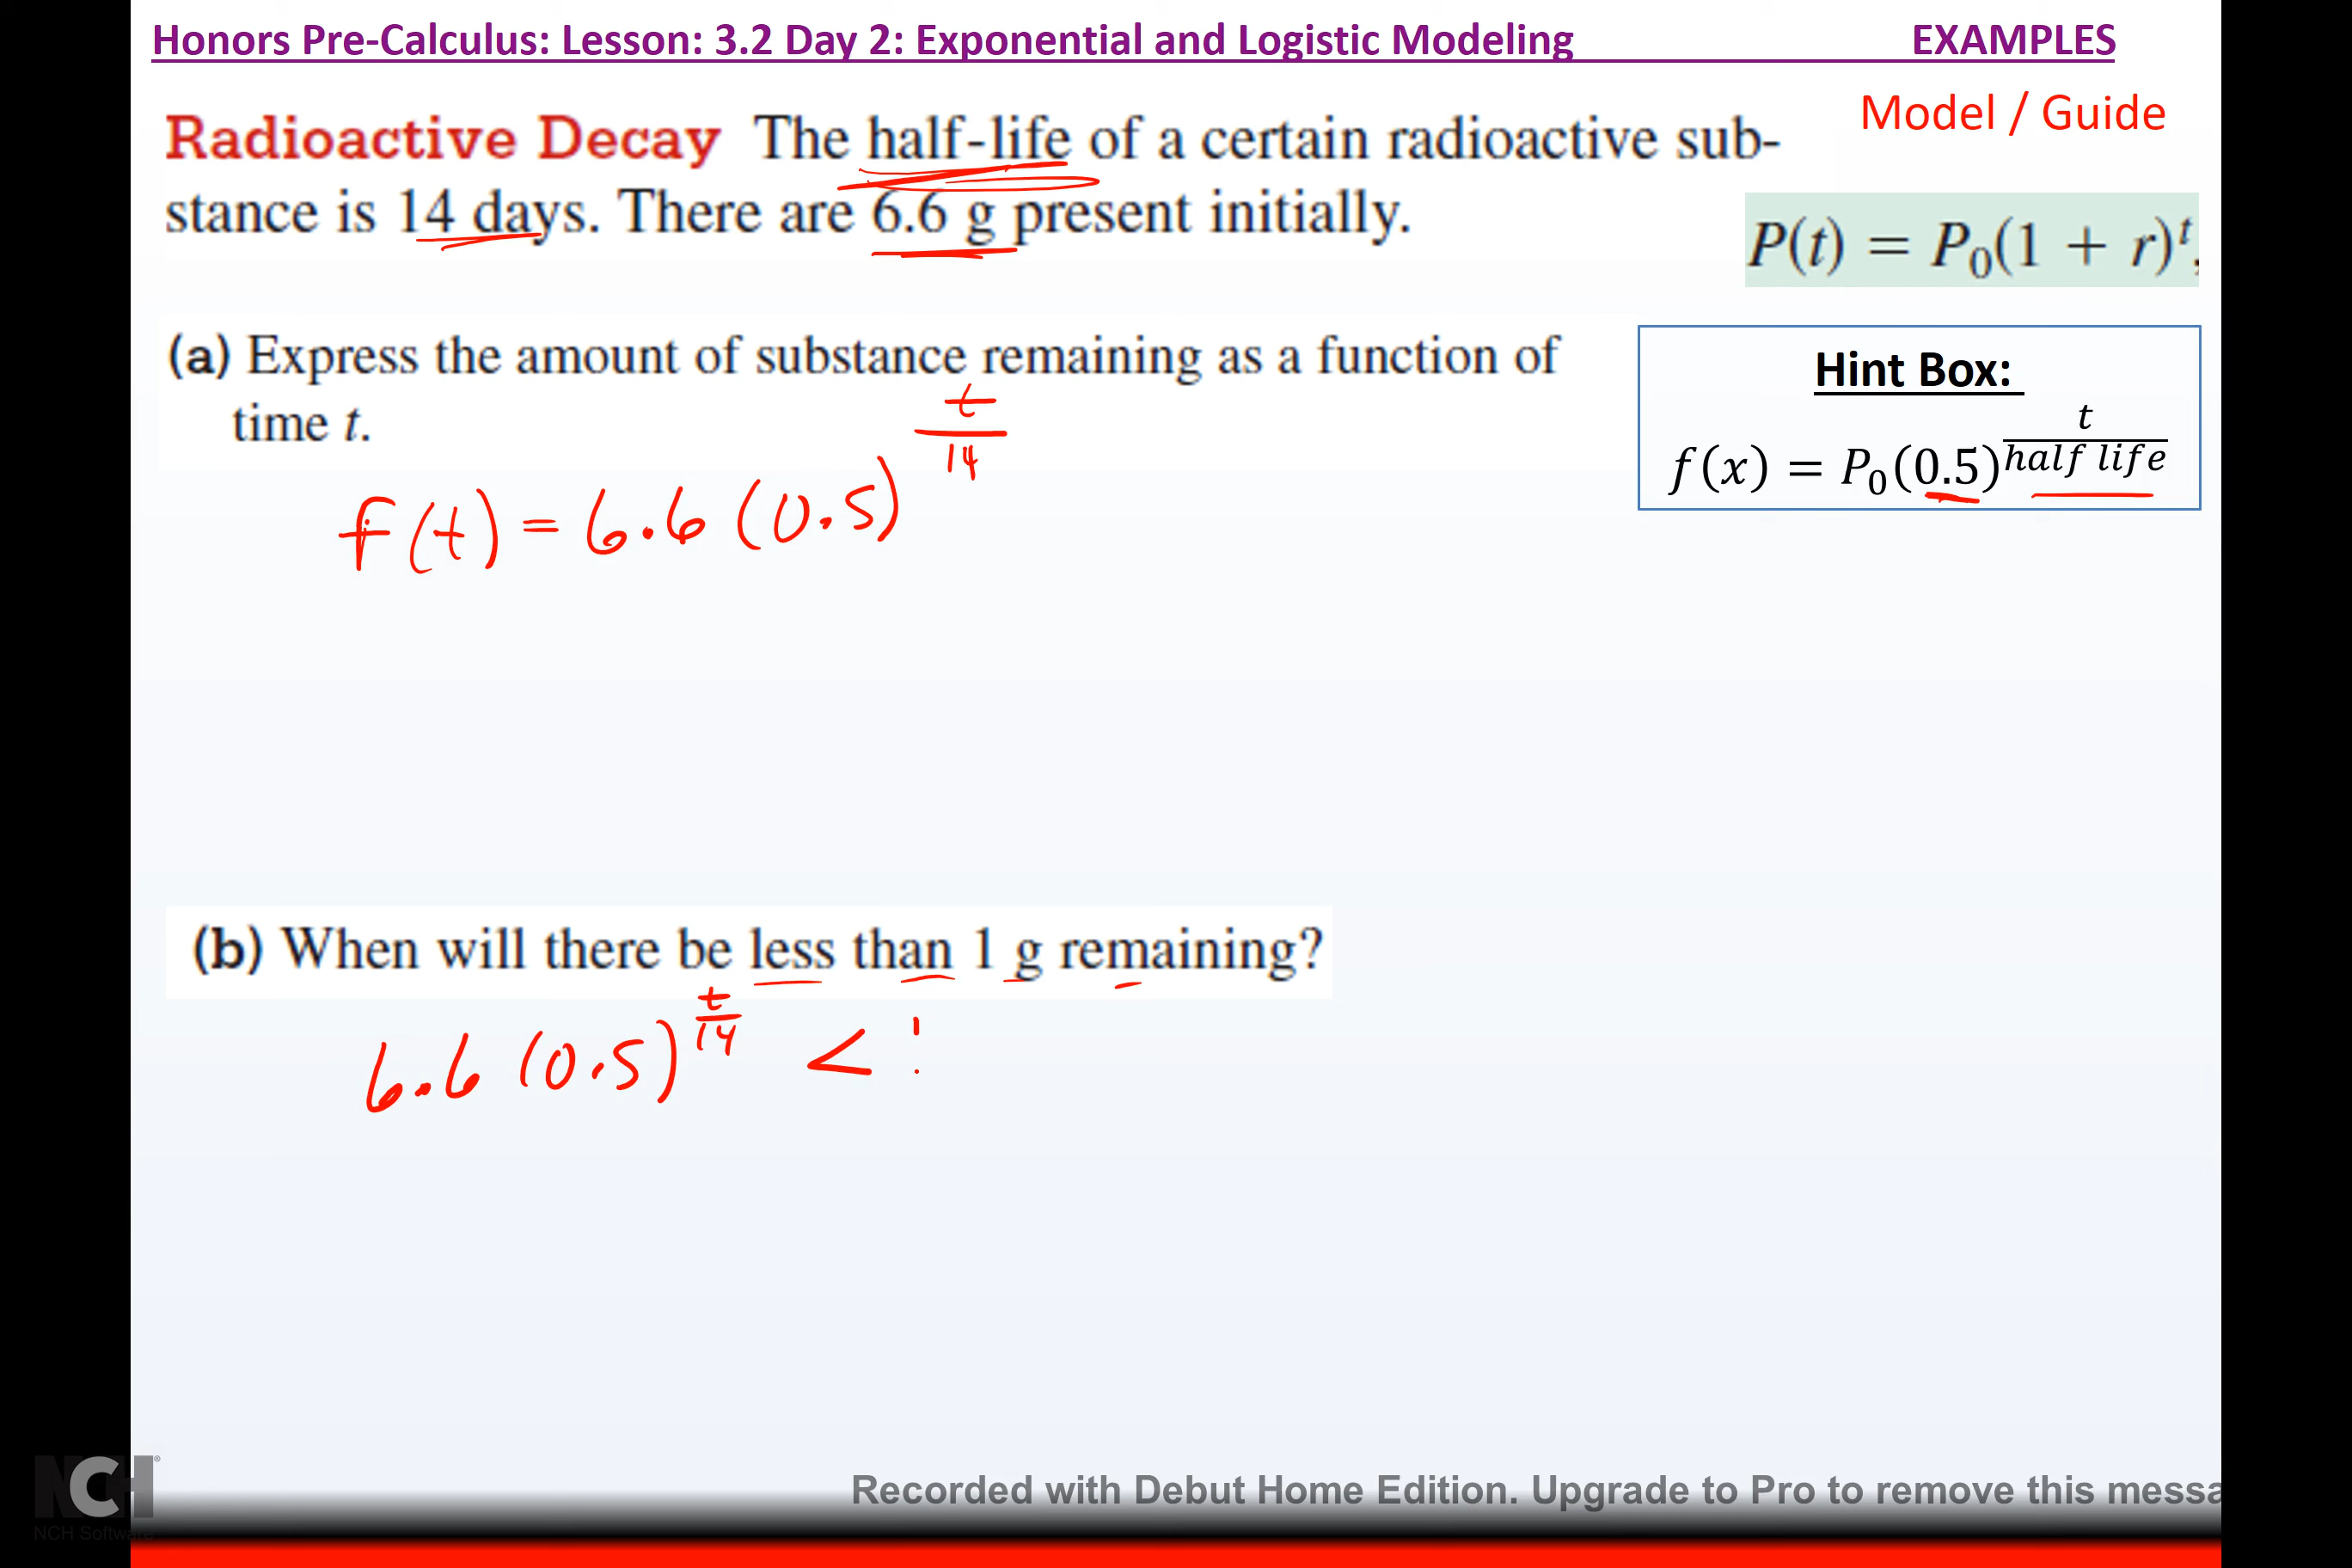 Honors Pre-Calculus: Lesson: 3.2 Day 2: Exponential and Logistic Modeling EXAMPLES
Model / Guide
Radioactive Decay The half-life of a certain radioactive sub-
stance is 14 days. There are 6.6 g present initially.
P(t) = P₀(1 + r)ᵗ,
(a) Express the amount of substance remaining as a function of
time t.
Hint Box:
f(x) = P₀(0.5)^(t/half life)
f(t) = 6.6 (0.5)^(t/14)
(b) When will there be less than 1 g remaining?
6.6 (0.5)^(t/14) < 1
NCH®
NCH Software
Recorded with Debut Home Edition. Upgrade to Pro to remove this messa